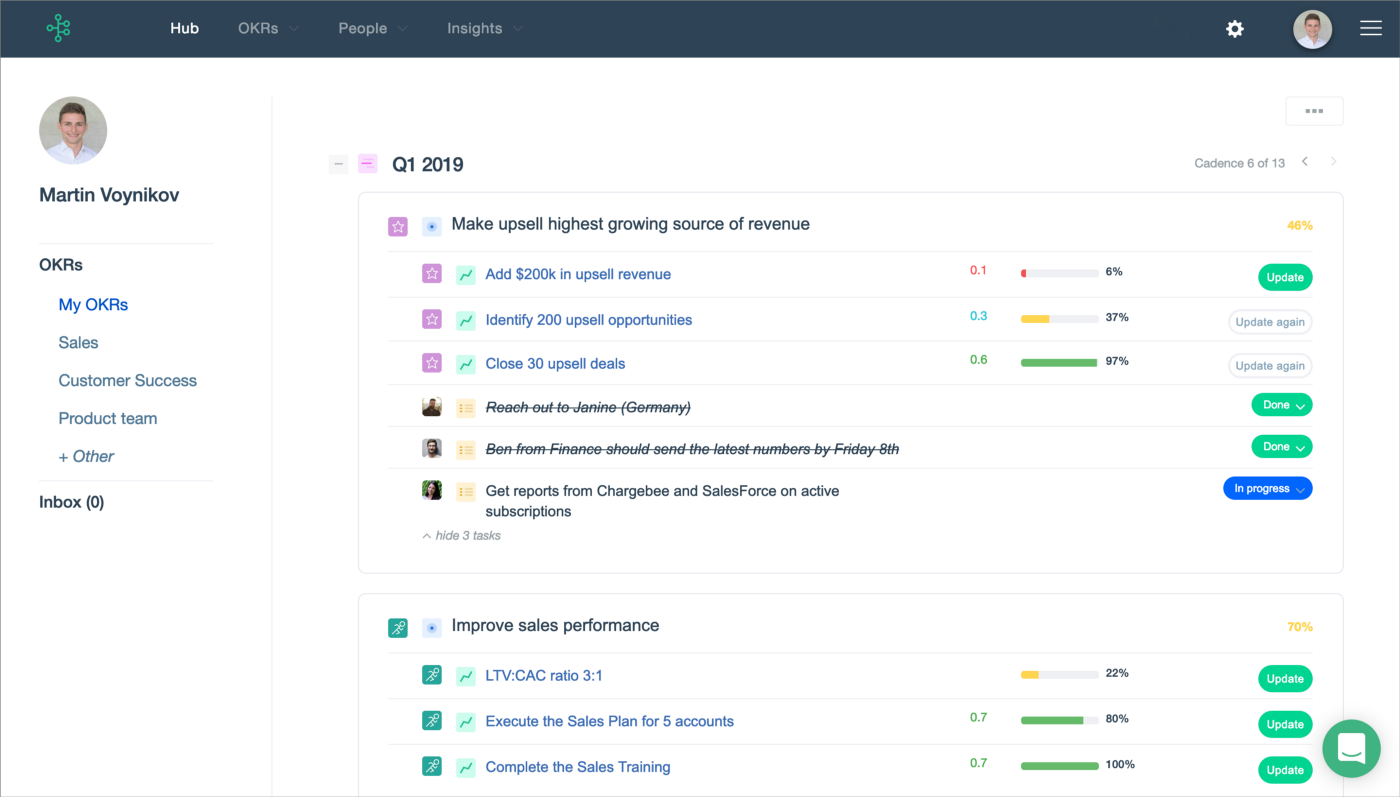 Hub OKRs People Insights
Martin Voynikov
OKRs
My OKRs
Sales
Customer Success
Product team
+ Other
Inbox (0)
Q1 2019 Cadence 6 of 13
Make upsell highest growing source of revenue 46%
Add $200k in upsell revenue 0.1 6% Update
Identify 200 upsell opportunities 0.3 37% Update again
Close 30 upsell deals 0.6 97% Update again
Reach out to Janine (Germany) Done
Ben from Finance should send the latest numbers by Friday 8th Done
Get reports from Chargebee and SalesForce on active In progress
subscriptions
hide 3 tasks
Improve sales performance 70%
LTV:CAC ratio 3:1 22% Update
Execute the Sales Plan for 5 accounts 0.7 80% Update
Complete the Sales Training 0.7 100% Update